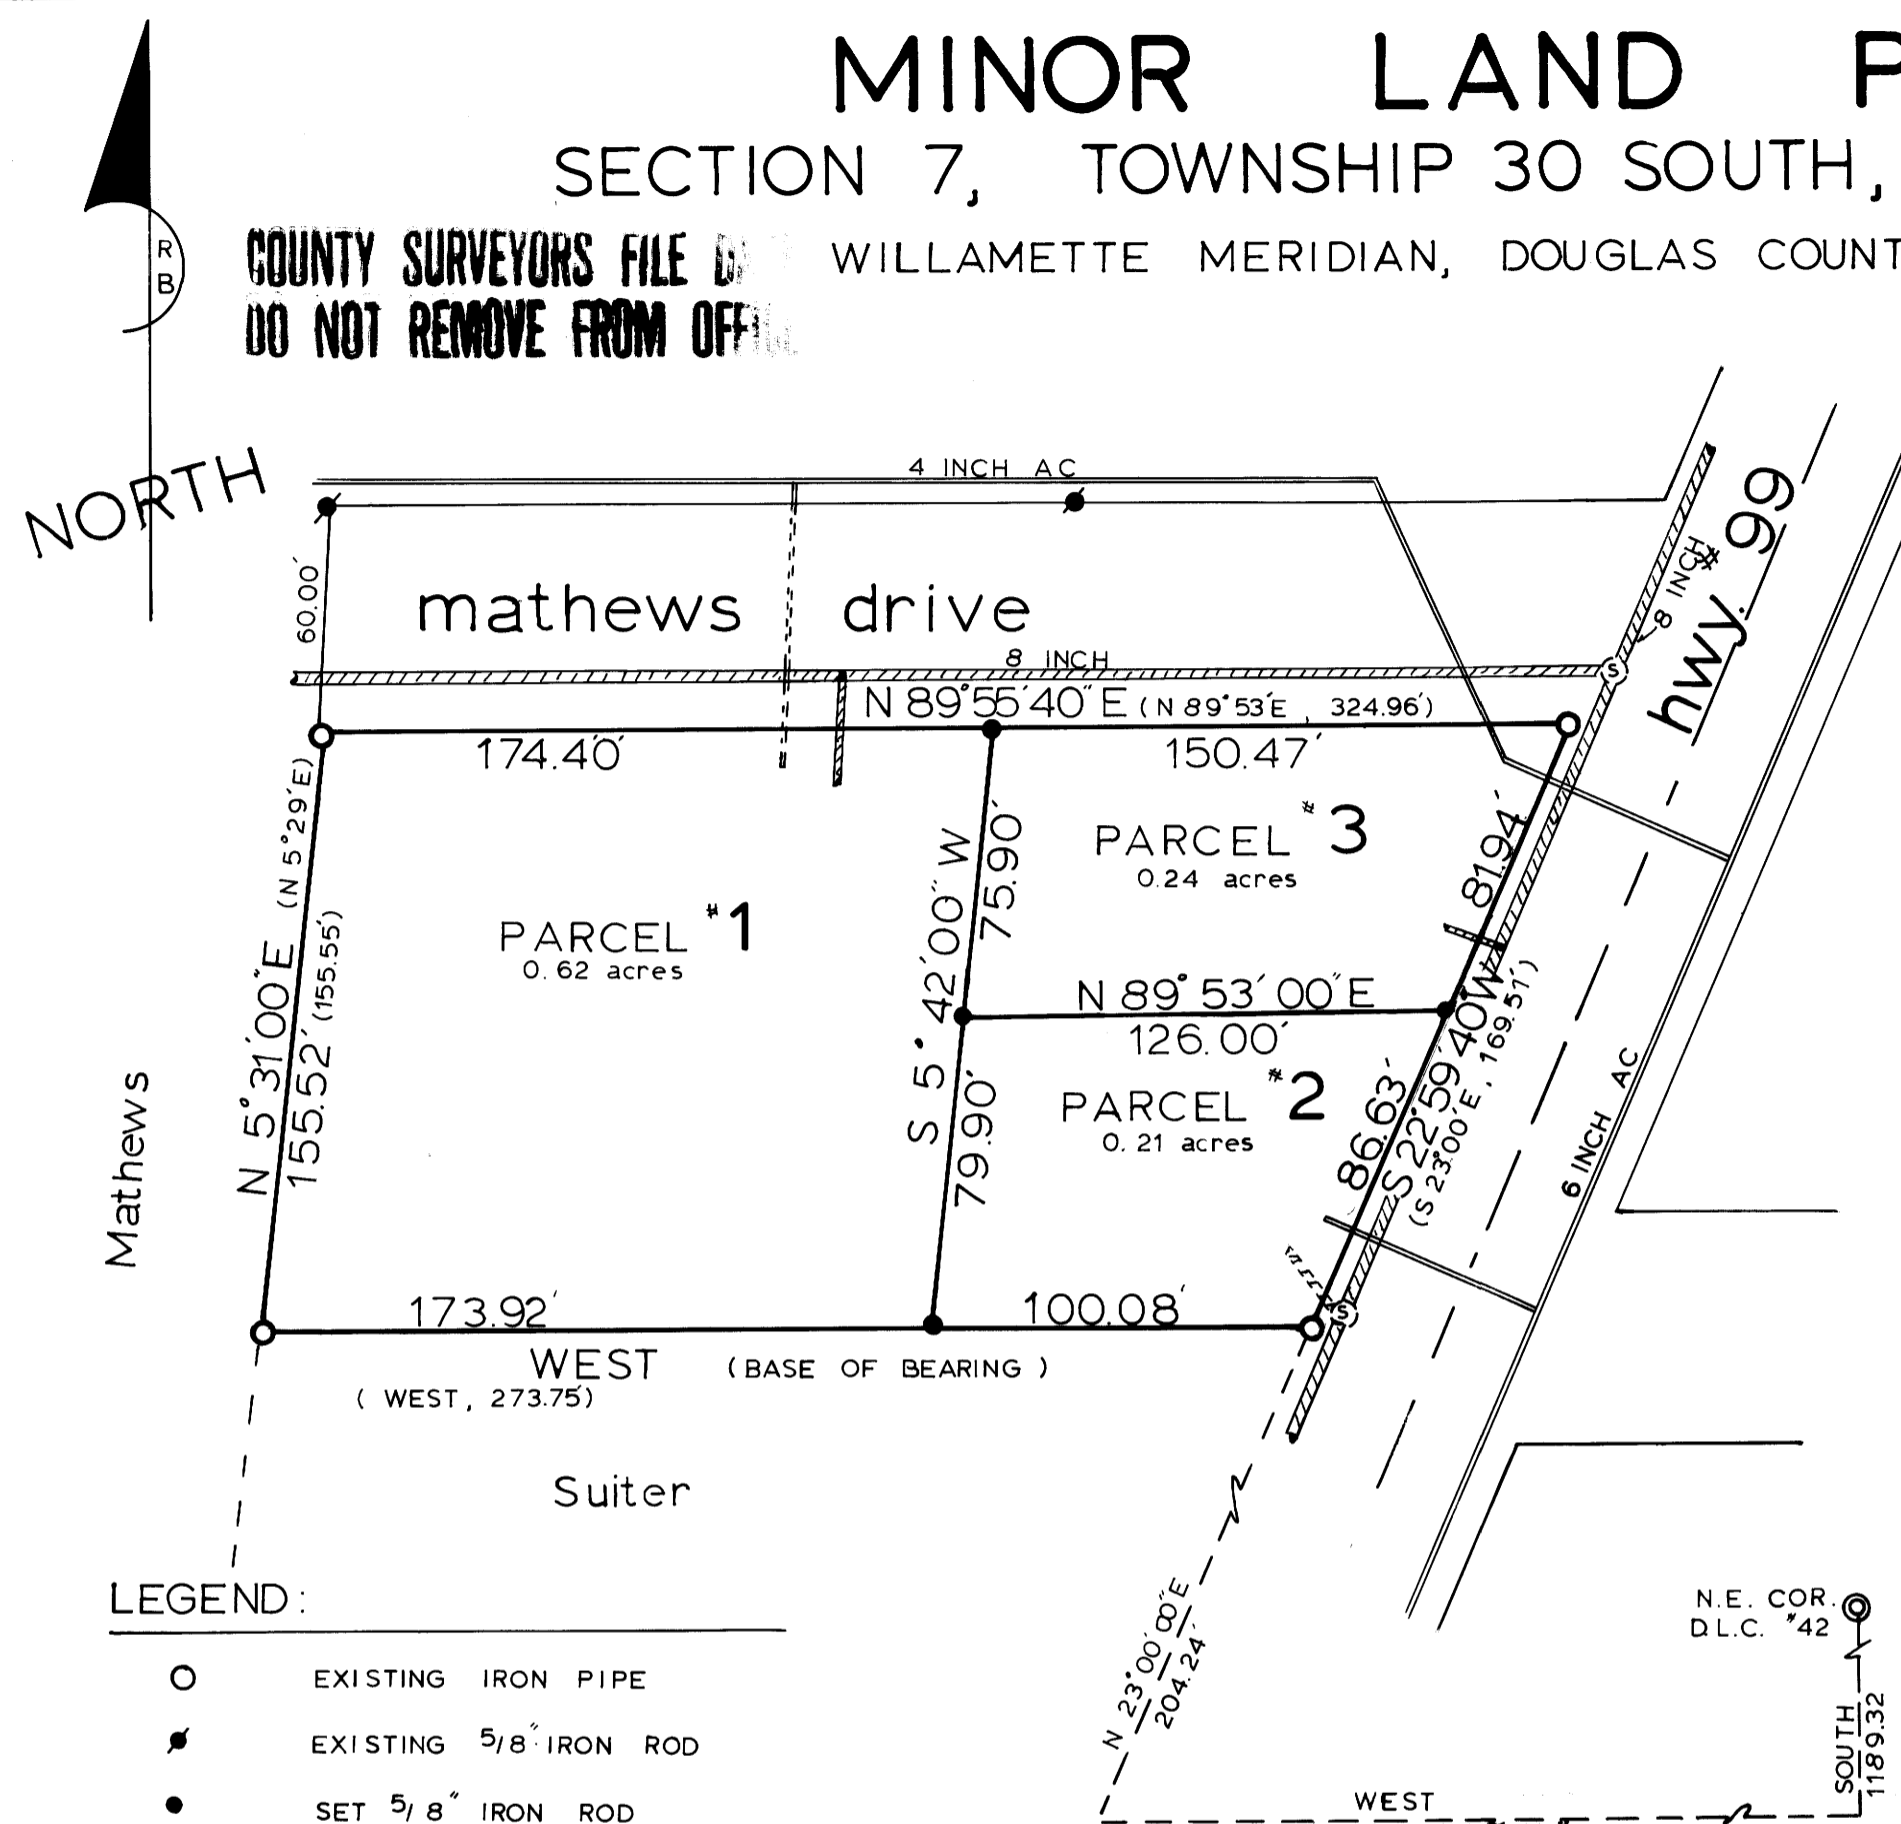 MINOR LAND P
SECTION 7, TOWNSHIP 30 SOUTH,
WILLAMETTE MERIDIAN, DOUGLAS COUNT
COUNTY SURVEYORS FILE
DO NOT REMOVE FROM
R
B
NORTH
4 INCH AC
60.00'
mathews drive
8 INCH
8 INCH
hwy. #99
N 89°55'40" E (N 89°53'E, 324.96')
174.40'
150.47'
N 5°31'00"E (N 5°29'E)
155.52' (155.55')
PARCEL #1
0.62 acres
S 5°42'00" W
75.90'
79.90'
PARCEL #3
0.24 acres
81.94'
N 89°53'00"E
126.00'
PARCEL #2
0.21 acres
86.63'
S 22°59'40"W
(S 23°00'E, 169.51')
6 INCH AC
S
S
Mathews
173.92'
100.08'
WEST (BASE OF BEARING)
(WEST, 273.75')
Suiter
N 23°00'00"E
204.24'
N.E. COR.
D.L.C. #42
SOUTH
1189.32
WEST
LEGEND:
EXISTING IRON PIPE
EXISTING 5/8" IRON ROD
SET 5/8" IRON ROD